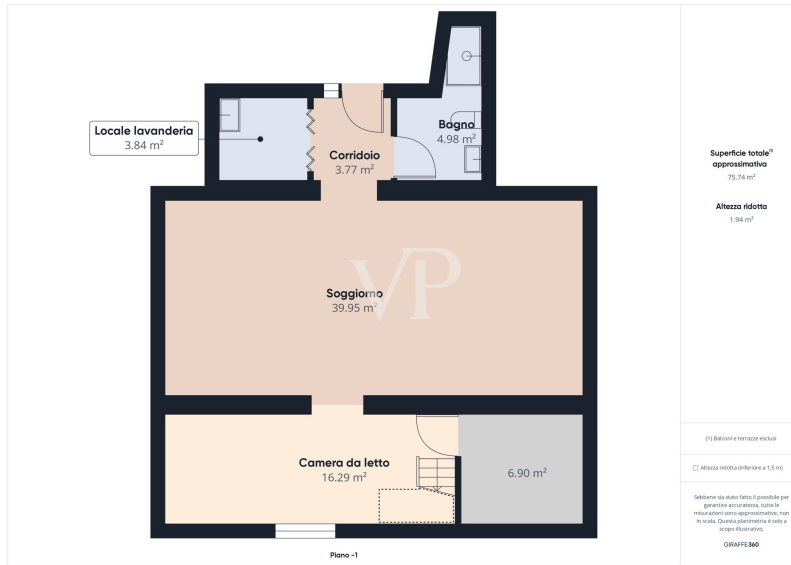 Locale lavanderia
3.84 m²
Corridoio
3.77 m²
Bagno
4.98 m²
Soggiorno
39.95 m²
VP
Camera da letto
16.29 m²
6.90 m²
Piano -1
Superficie totale⁽¹⁾
approssimativa
75.74 m²
Altezza ridotta
1.94 m²
(1) Balconi e terrazze esclusi
Altezza ridotta (inferiore a 1,5 m)
Sebbene sia stato fatto il possibile per
garantire accuratezza, tutte le
misurazioni sono approssimative, non
in scala. Questa planimetria è solo a
scopo illustrativo.
GIRAFFE360